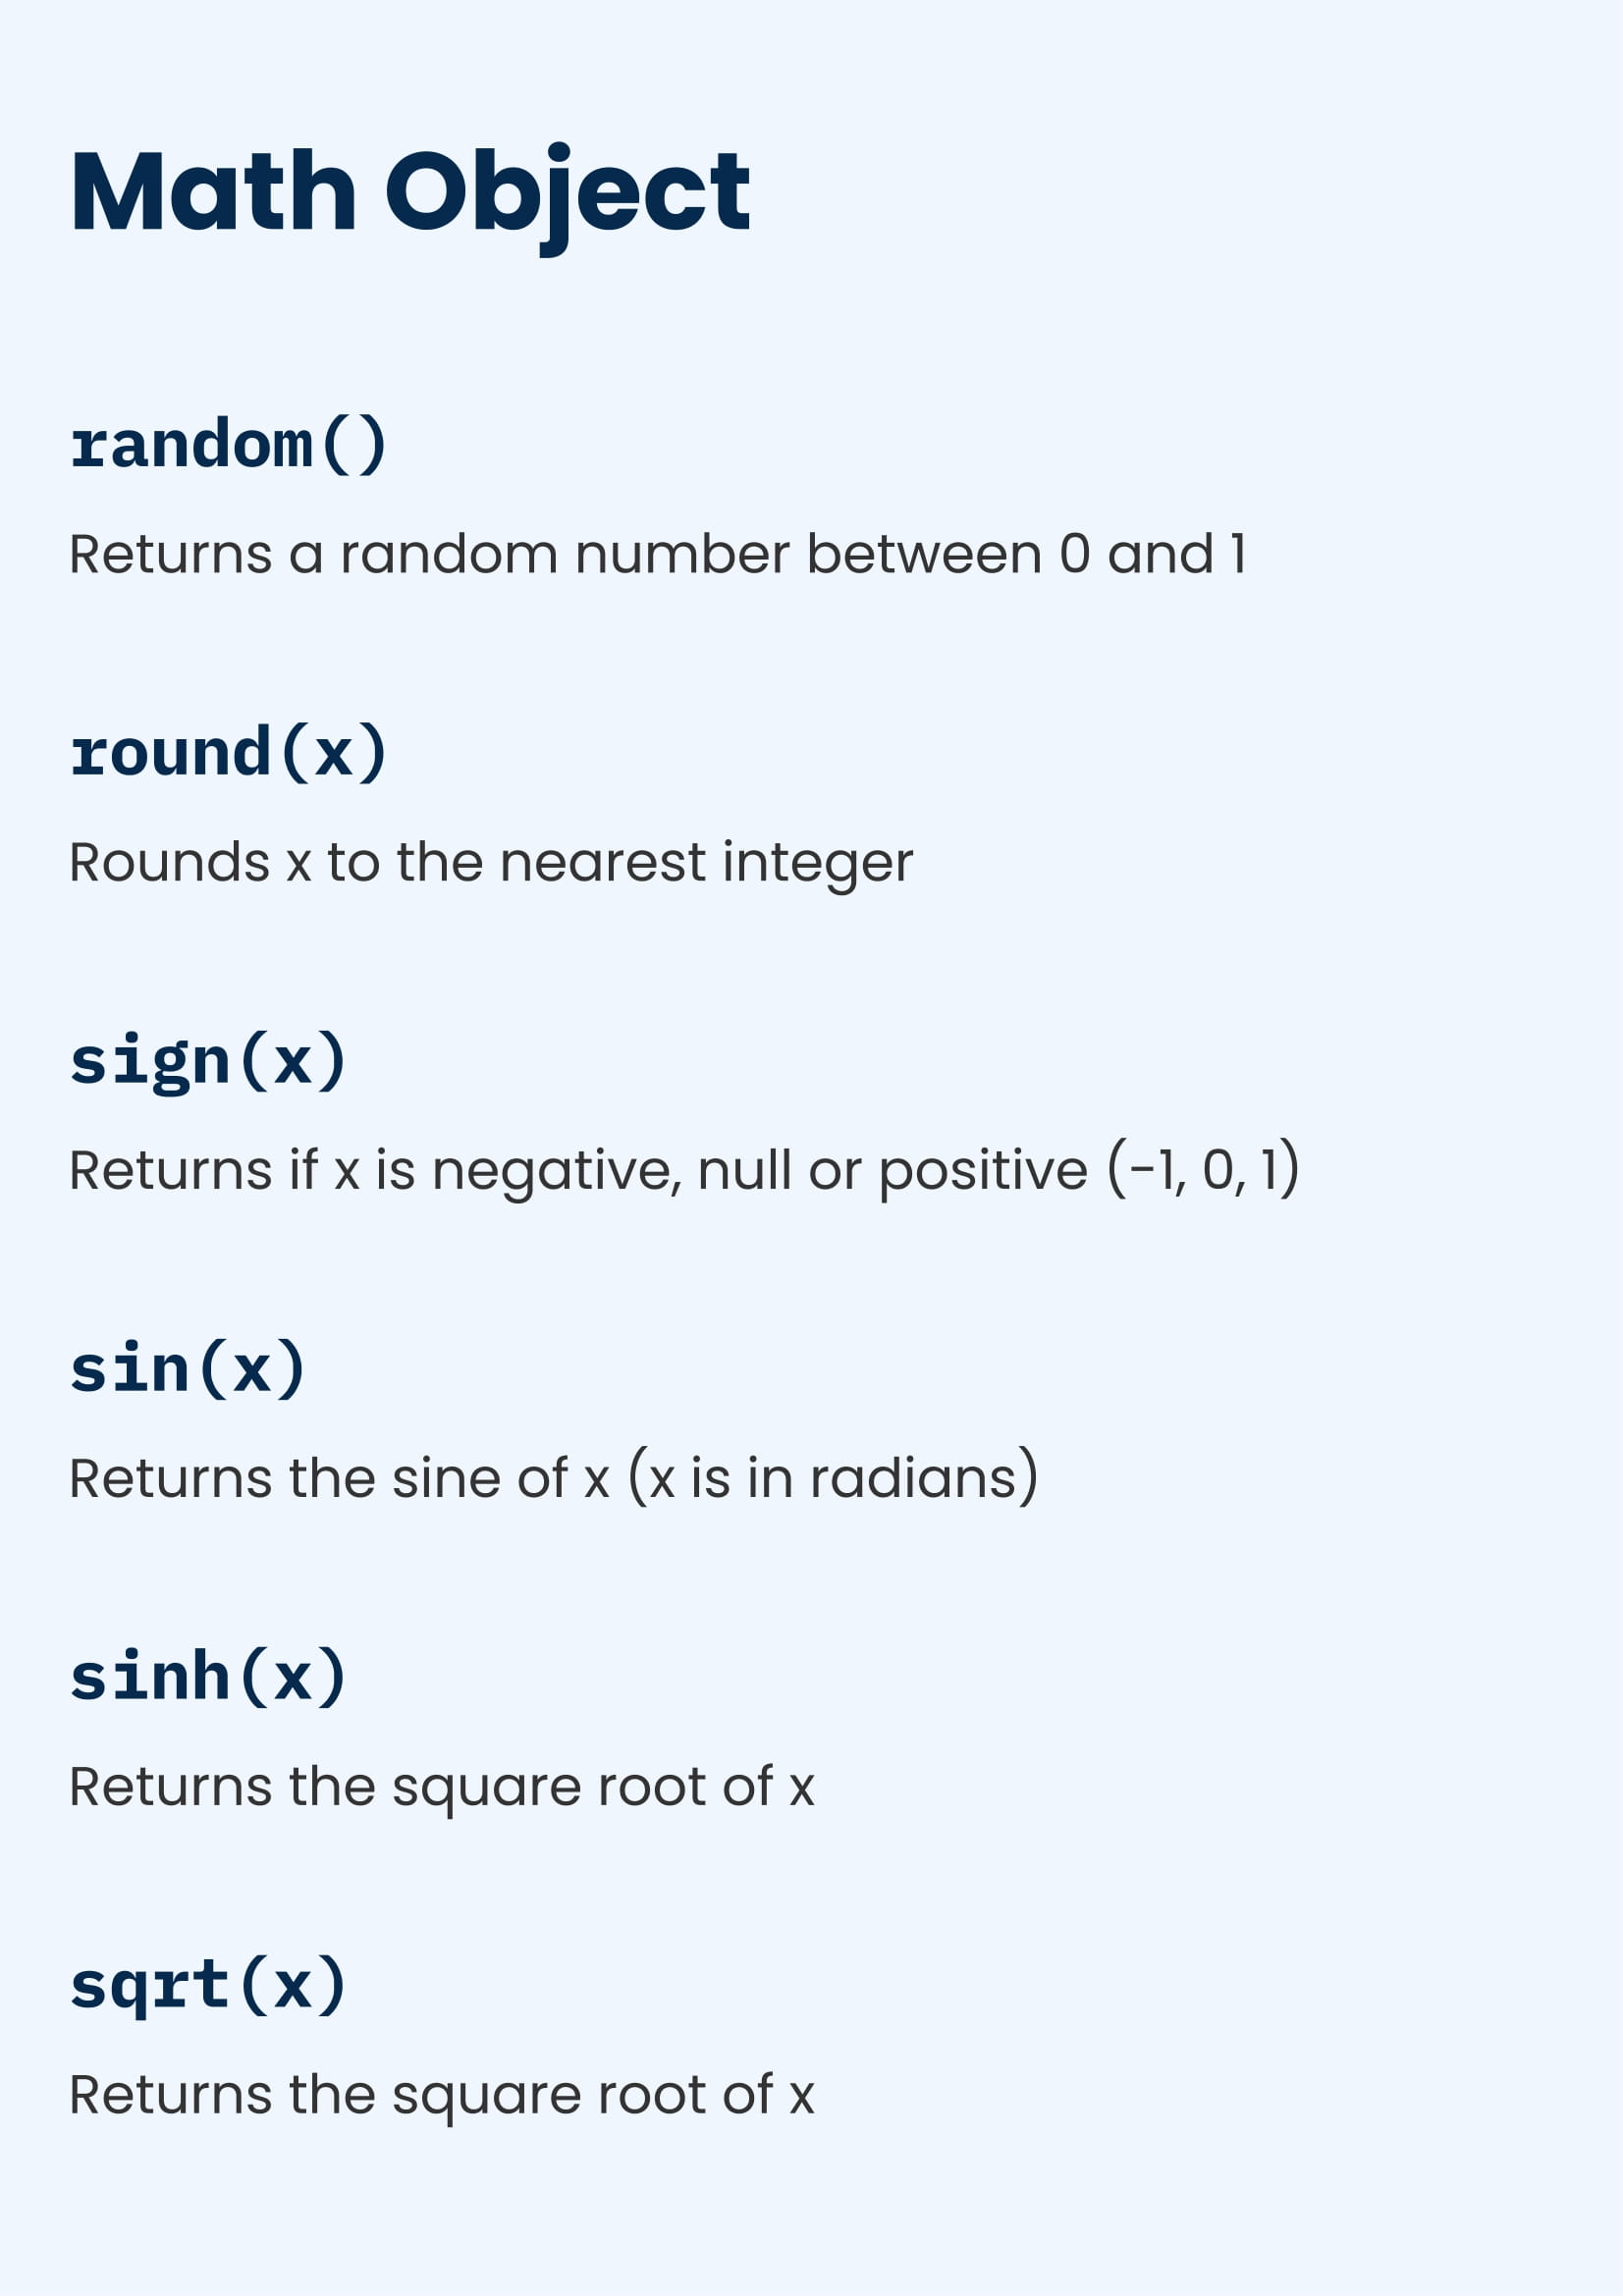 Math Object
random()
Returns a random number between 0 and 1
round(x)
Rounds x to the nearest integer
sign(x)
Returns if x is negative, null or positive (-1, 0, 1)
sin(x)
Returns the sine of x (x is in radians)
sinh(x)
Returns the square root of x
sqrt(x)
Returns the square root of x